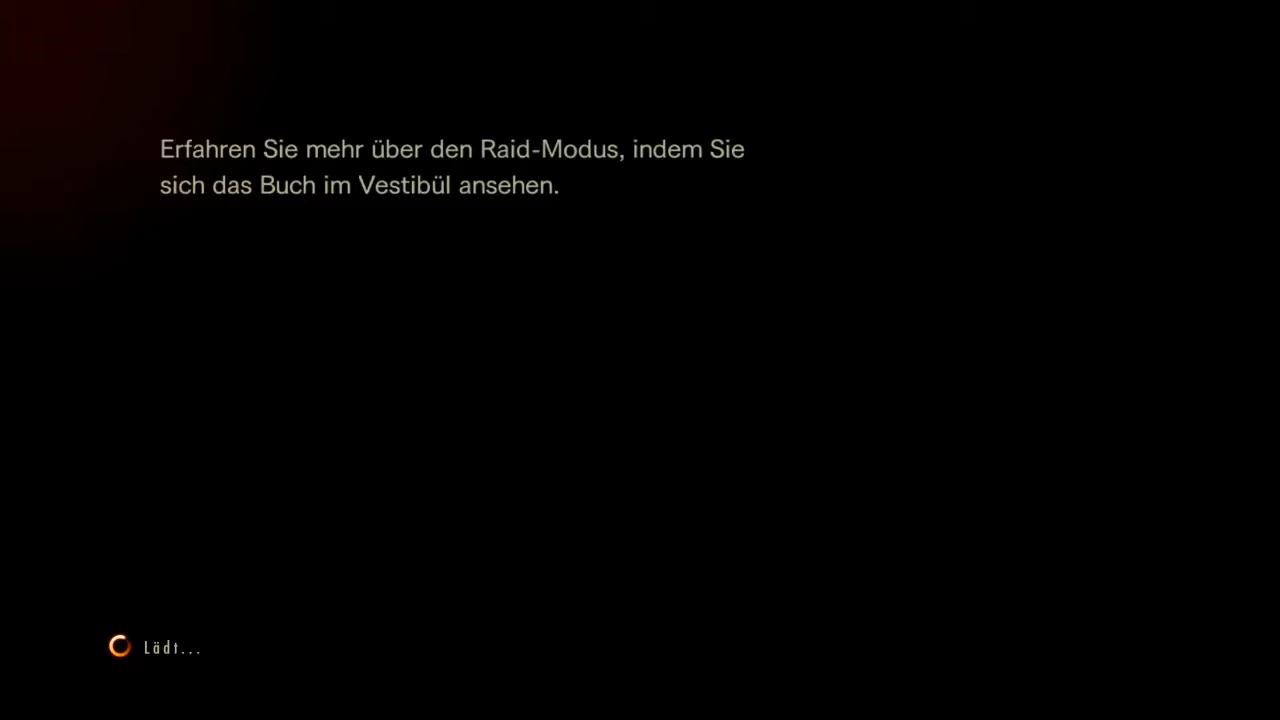 Erfahren Sie mehr über den Raid-Modus, indem Sie
sich das Buch im Vestibül ansehen.
Lädt...